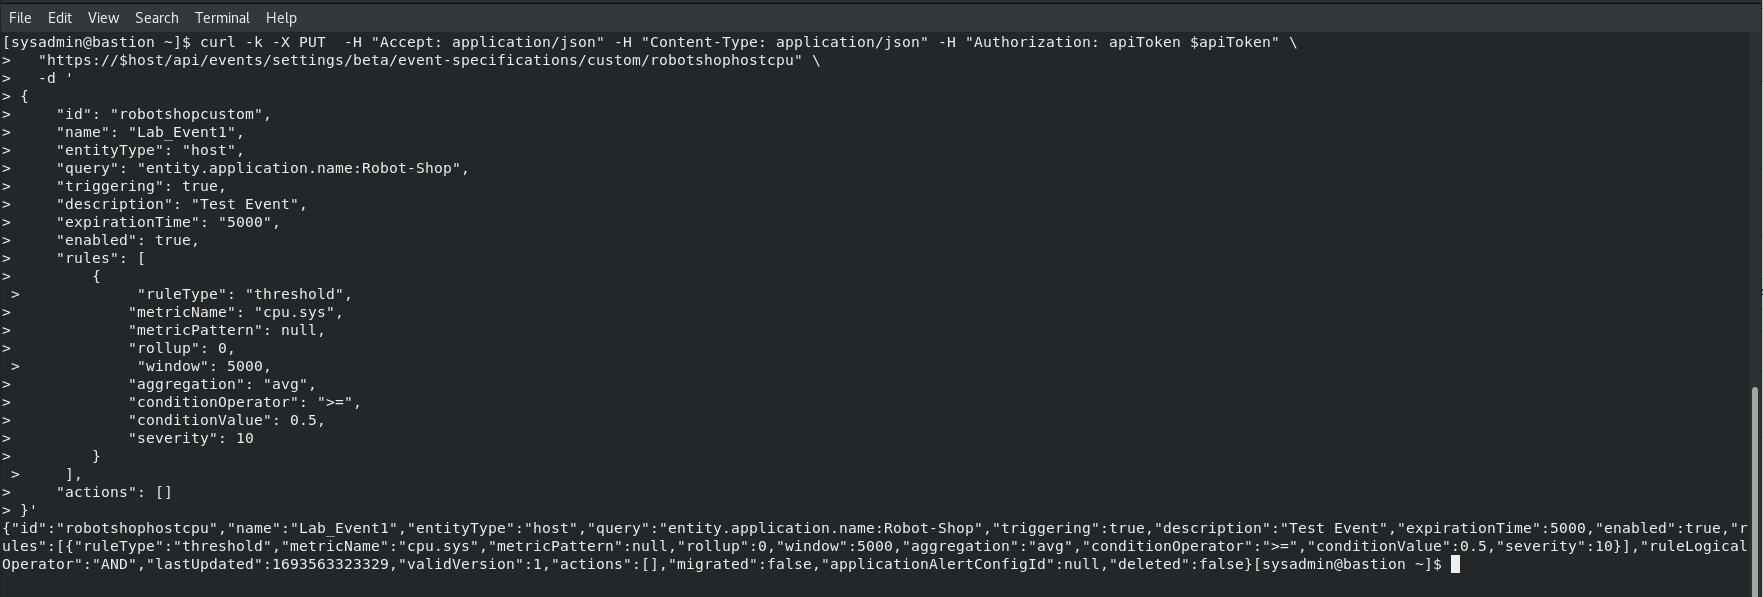 File Edit View Search Terminal Help
[sysadmin@bastion ~]$ curl -k -X PUT  -H "Accept: application/json" -H "Content-Type: application/json" -H "Authorization: apiToken $apiToken" \
>   "https://$host/api/events/settings/beta/event-specifications/custom/robotshophostcpu" \
>   -d '
> {
>     "id": "robotshopcustom",
>     "name": "Lab_Event1",
>     "entityType": "host",
>     "query": "entity.application.name:Robot-Shop",
>     "triggering": true,
>     "description": "Test Event",
>     "expirationTime": "5000",
>     "enabled": true,
>     "rules": [
>         {
 >             "ruleType": "threshold",
>             "metricName": "cpu.sys",
>             "metricPattern": null,
>             "rollup": 0,
 >             "window": 5000,
>             "aggregation": "avg",
>             "conditionOperator": ">=",
>             "conditionValue": 0.5,
>             "severity": 10
>         }
 >     ],
>     "actions": []
> }'
{"id":"robotshophostcpu","name":"Lab_Event1","entityType":"host","query":"entity.application.name:Robot-Shop","triggering":true,"description":"Test Event","expirationTime":5000,"enabled":true,"r
ules":[{"ruleType":"threshold","metricName":"cpu.sys","metricPattern":null,"rollup":0,"window":5000,"aggregation":"avg","conditionOperator":">=","conditionValue":0.5,"severity":10}],"ruleLogical
Operator":"AND","lastUpdated":1693563323329,"validVersion":1,"actions":[],"migrated":false,"applicationAlertConfigId":null,"deleted":false}[sysadmin@bastion ~]$